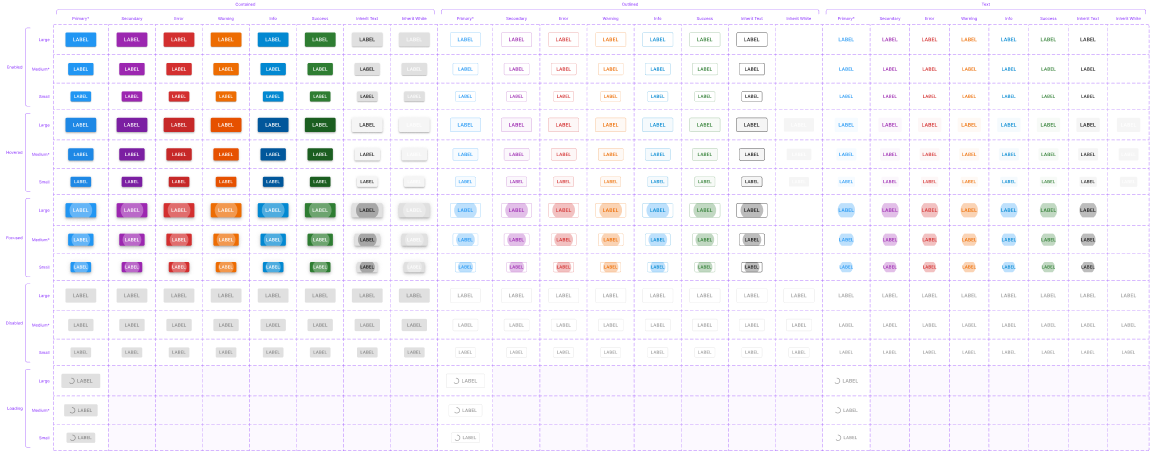 Contained Outlined Text
Primary* Secondary Error Warning Info Success Inherit Text Inherit White Primary* Secondary Error Warning Info Success Inherit Text Inherit White Primary* Secondary Error Warning Info Success Inherit Text Inherit White
Enabled
Large LABEL LABEL LABEL LABEL LABEL LABEL LABEL LABEL LABEL LABEL LABEL LABEL LABEL LABEL LABEL LABEL LABEL LABEL LABEL LABEL LABEL LABEL
Medium* LABEL LABEL LABEL LABEL LABEL LABEL LABEL LABEL LABEL LABEL LABEL LABEL LABEL LABEL LABEL LABEL LABEL LABEL LABEL LABEL LABEL LABEL
Small LABEL LABEL LABEL LABEL LABEL LABEL LABEL LABEL LABEL LABEL LABEL LABEL LABEL LABEL LABEL LABEL LABEL LABEL LABEL LABEL LABEL
Hovered
Large LABEL LABEL LABEL LABEL LABEL LABEL LABEL LABEL LABEL LABEL LABEL LABEL LABEL LABEL LABEL LABEL LABEL LABEL LABEL LABEL LABEL
Medium* LABEL LABEL LABEL LABEL LABEL LABEL LABEL LABEL LABEL LABEL LABEL LABEL LABEL LABEL LABEL LABEL LABEL LABEL LABEL LABEL LABEL
Small LABEL LABEL LABEL LABEL LABEL LABEL LABEL LABEL LABEL LABEL LABEL LABEL LABEL LABEL LABEL LABEL LABEL LABEL LABEL LABEL LABEL
Focused
Large LABEL LABEL LABEL LABEL LABEL LABEL LABEL LABEL LABEL LABEL LABEL LABEL LABEL LABEL LABEL LABEL LABEL LABEL LABEL LABEL LABEL
Medium* LABEL LABEL LABEL LABEL LABEL LABEL LABEL LABEL LABEL LABEL LABEL LABEL LABEL LABEL LABEL LABEL LABEL LABEL LABEL LABEL LABEL
Small LABEL LABEL LABEL LABEL LABEL LABEL LABEL LABEL LABEL LABEL LABEL LABEL LABEL LABEL LABEL LABEL LABEL LABEL LABEL LABEL LABEL
Disabled
Large LABEL LABEL LABEL LABEL LABEL LABEL LABEL LABEL LABEL LABEL LABEL LABEL LABEL LABEL LABEL LABEL LABEL LABEL LABEL LABEL LABEL LABEL LABEL LABEL
Medium* LABEL LABEL LABEL LABEL LABEL LABEL LABEL LABEL LABEL LABEL LABEL LABEL LABEL LABEL LABEL LABEL LABEL LABEL LABEL LABEL LABEL LABEL LABEL LABEL
Small LABEL LABEL LABEL LABEL LABEL LABEL LABEL LABEL LABEL LABEL LABEL LABEL LABEL LABEL LABEL LABEL LABEL LABEL LABEL LABEL LABEL LABEL LABEL LABEL
Loading
Large LABEL LABEL LABEL
Medium* LABEL LABEL LABEL
Small LABEL LABEL LABEL